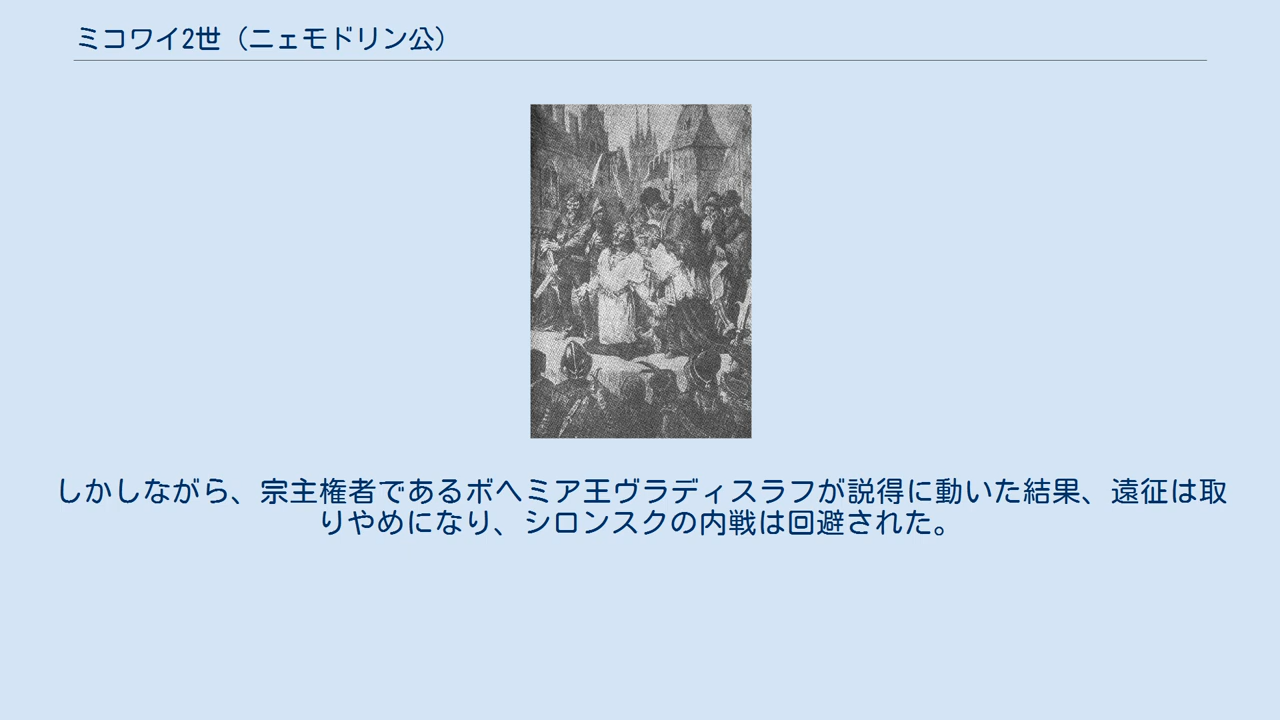 ミコワイ2世（ニェモドリン公）
しかしながら、宗主権者であるボヘミア王ヴラディスラフが説得に動いた結果、遠征は取
りやめになり、シロンスクの内戦は回避された。